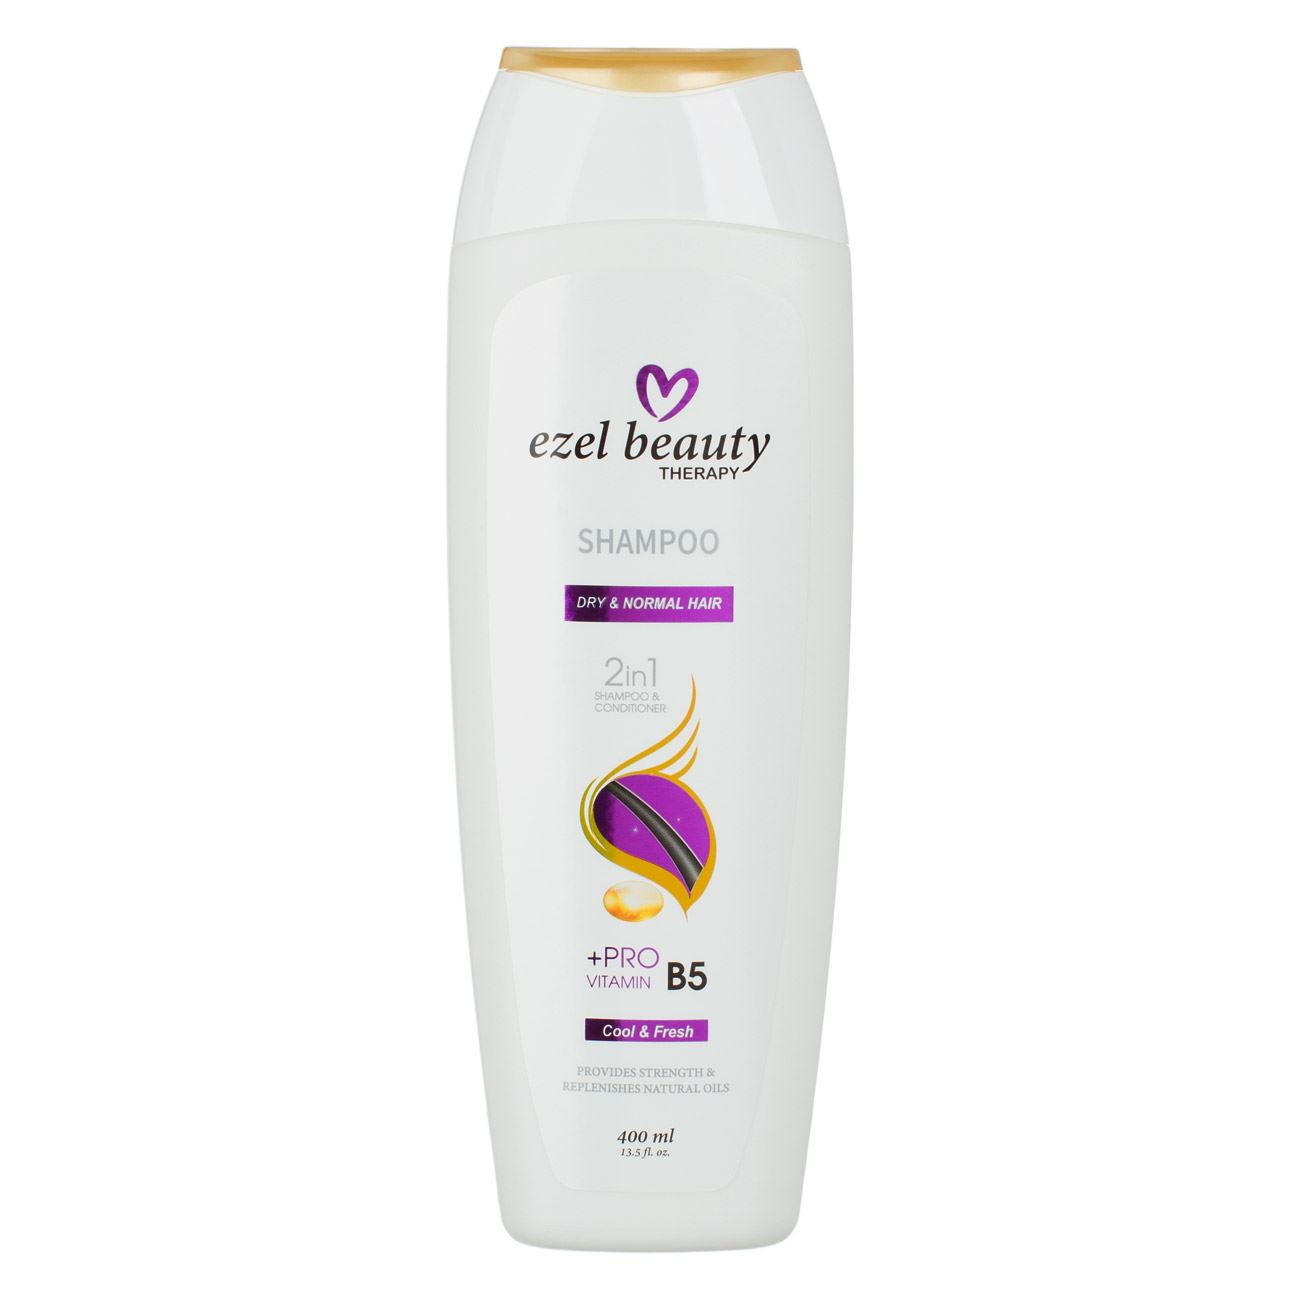 ezel beauty
THERAPY
SHAMPOO
DRY & NORMAL HAIR
2in1
SHAMPOO &
CONDITIONER
+PRO
VITAMIN B5
Cool & Fresh
PROVIDES STRENGTH &
REPLENISHES NATURAL OILS
400 ml
13.5 fl. oz.